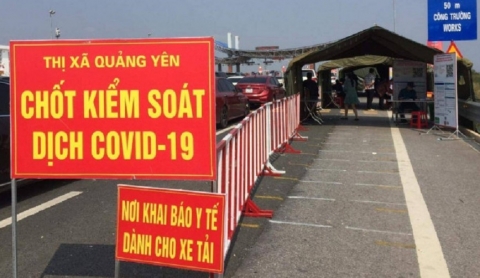 THỊ XÃ QUẢNG YÊN
CHỐT KIỂM SOÁT
DỊCH COVID-19
NƠI KHAI BÁO Y TẾ
DÀNH CHO XE TẢI
50 m
CÔNG TRƯỜNG
WORKS